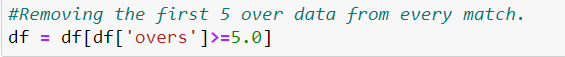 #Removing the first 5 over data from every match.
df = df[df['overs']>=5.0]